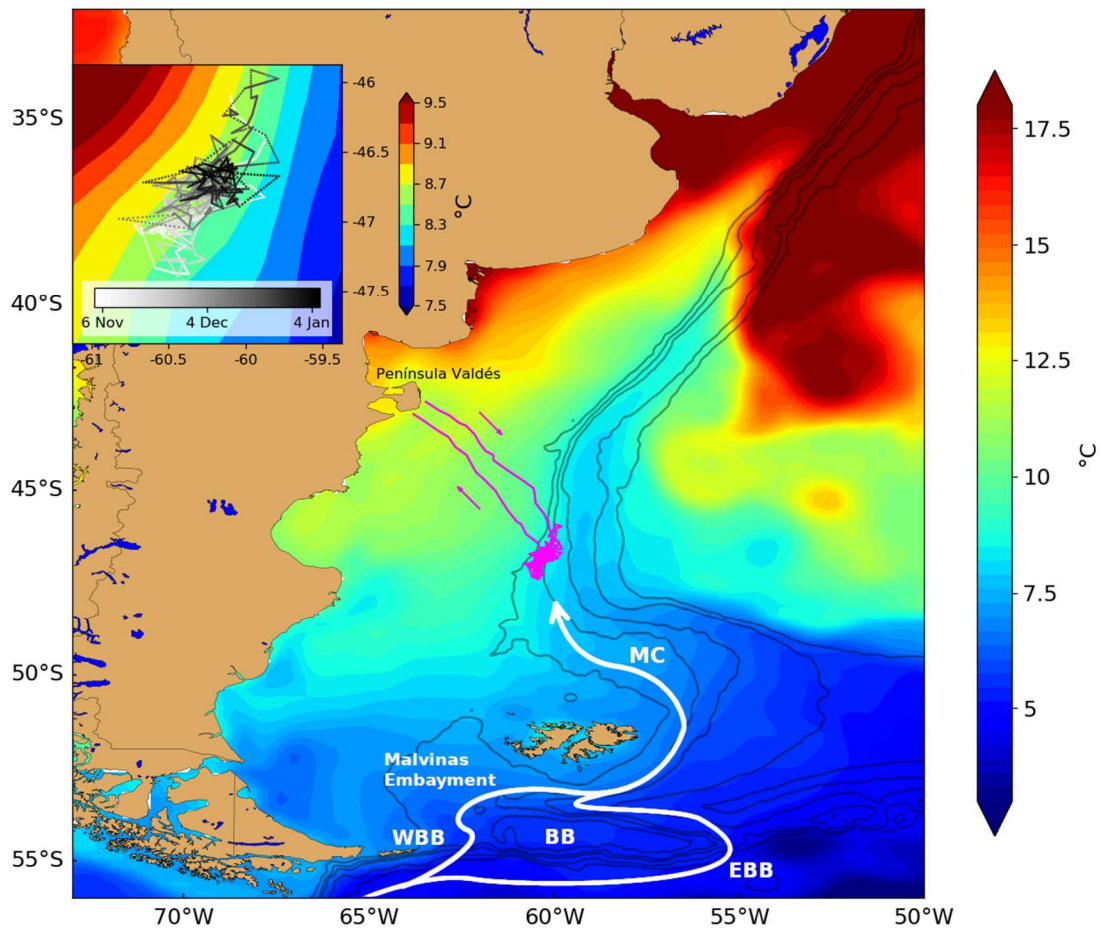 35°S
40°S
45°S
50°S
55°S
70°W
65°W
60°W
55°W
50°W
-46
-46.5
-47
-47.5
-61
-60.5
-60
-59.5
6 Nov
4 Dec
4 Jan
9.5
9.1
8.7
8.3
7.9
7.5
°C
Península Valdés
MC
Malvinas
Embayment
WBB
BB
EBB
17.5
15
12.5
10
7.5
5
°C